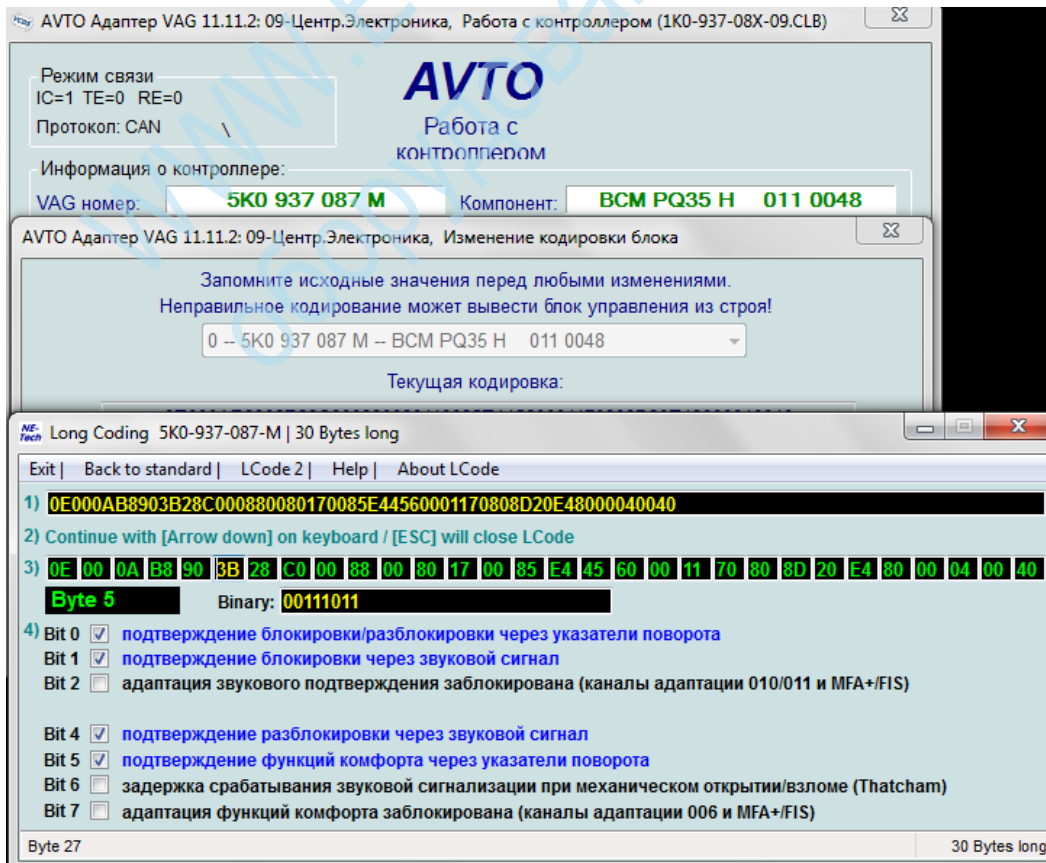 AVTO Адаптер VAG 11.11.2: 09-Центр.Электроника, Работа с контроллером (1K0-937-08X-09.CLB)
Режим связи
IC=1 TE=0 RE=0
Протокол: CAN \
AVTO
Работа с
контроллером
Информация о контроллере:
VAG номер: 5K0 937 087 M Компонент: BCM PQ35 H 011 0048
AVTO Адаптер VAG 11.11.2: 09-Центр.Электроника, Изменение кодировки блока
Запомните исходные значения перед любыми изменениями.
Неправильное кодирование может вывести блок управления из строя!
0 -- 5K0 937 087 M -- BCM PQ35 H 011 0048
Текущая кодировка:
NE-Tech Long Coding 5K0-937-087-M | 30 Bytes long
Exit | Back to standard | LCode 2 | Help | About LCode
1) 0E000AB8903B28C000880080170085E44560001170808D20E48000040040
2) Continue with [Arrow down] on keyboard / [ESC] will close LCode
3) 0E 00 0A B8 90 3B 28 C0 00 88 00 80 17 00 85 E4 45 60 00 11 70 80 8D 20 E4 80 00 04 00 40
Byte 5 Binary: 00111011
4) Bit 0 подтверждение блокировки/разблокировки через указатели поворота
Bit 1 подтверждение блокировки через звуковой сигнал
Bit 2 адаптация звукового подтверждения заблокирована (каналы адаптации 010/011 и MFA+/FIS)
Bit 4 подтверждение разблокировки через звуковой сигнал
Bit 5 подтверждение функций комфорта через указатели поворота
Bit 6 задержка срабатывания звуковой сигнализации при механическом открытии/взломе (Thatcham)
Bit 7 адаптация функций комфорта заблокирована (каналы адаптации 006 и MFA+/FIS)
Byte 27 30 Bytes long